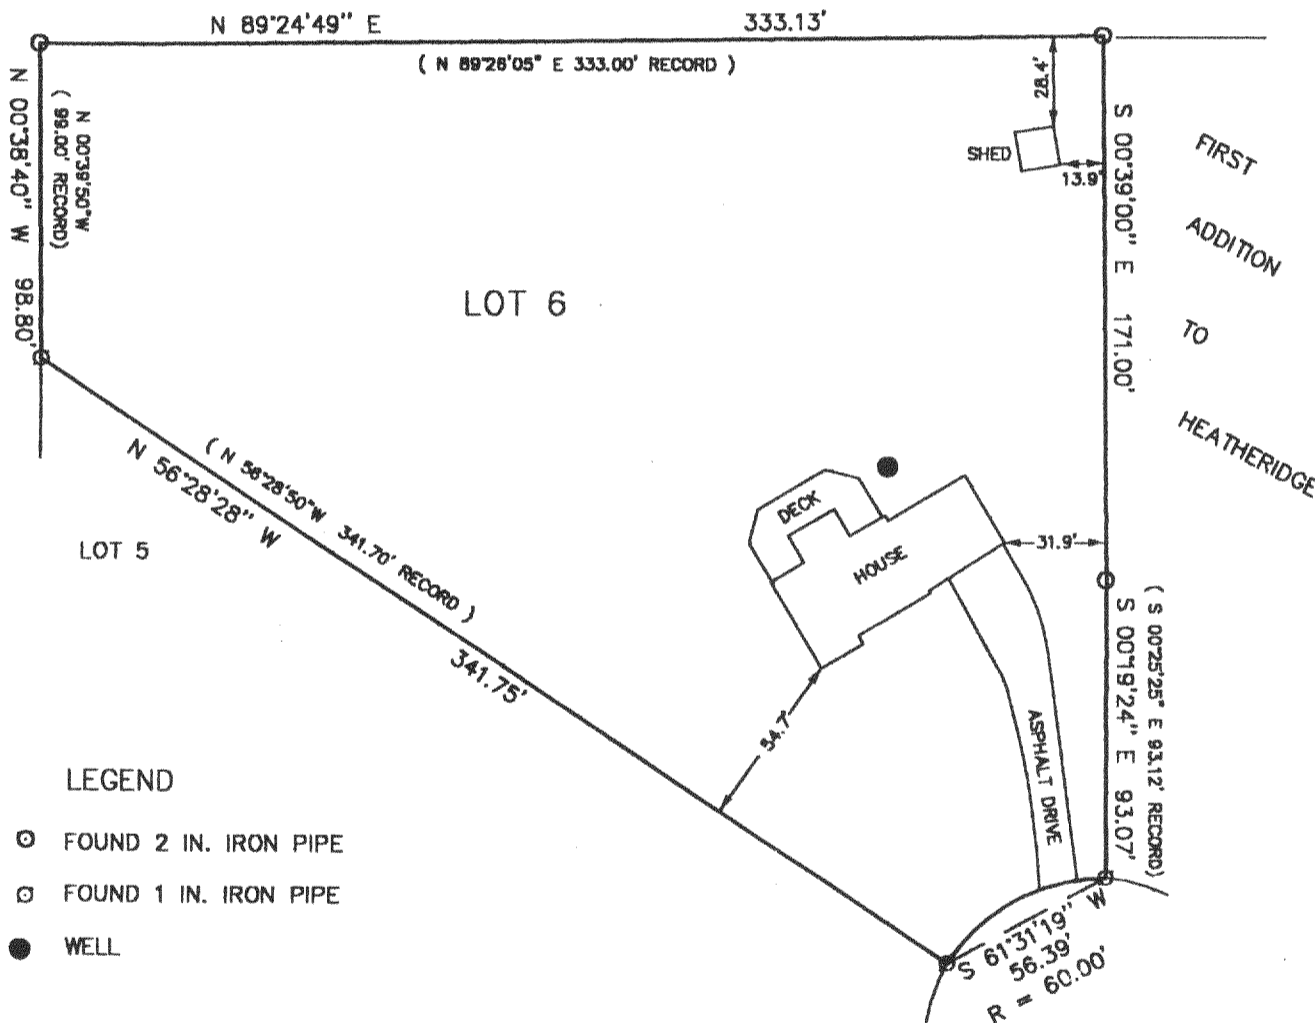 N 89°24'49" E 333.13'
( N 89°26'05" E 333.00' RECORD )
N 00°38'40" W 98.80'
N 00°39'50"W
( 99.00' RECORD)
28.4'
SHED
13.9'
S 00°39'00" E 171.00'
FIRST
ADDITION
TO
HEATHERIDGE
LOT 6
( N 56°28'50"W 341.70' RECORD )
N 56°28'28" W 341.75'
LOT 5
DECK
HOUSE
31.9'
54.7'
ASPHALT DRIVE
S 00°19'24" E 93.07'
( S 00°25'25" E 93.12' RECORD)
S 61°31'19" W
56.39'
R = 60.00'
LEGEND
FOUND 2 IN. IRON PIPE
FOUND 1 IN. IRON PIPE
WELL